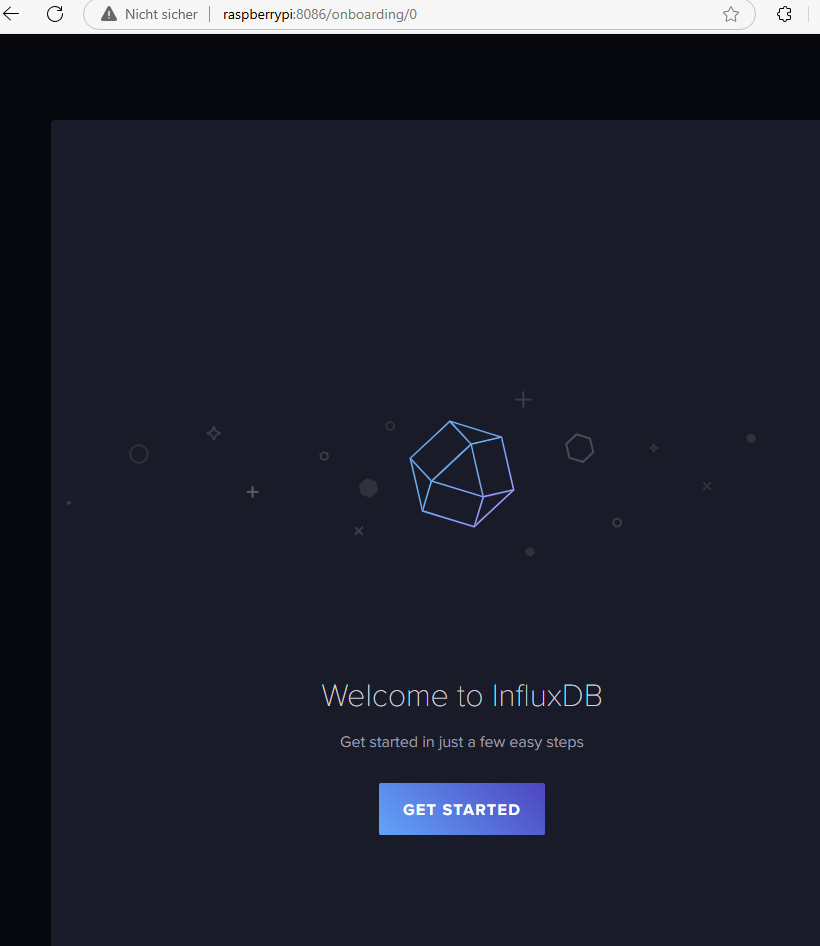 Nicht sicher raspberrypi:8086/onboarding/0
Welcome to InfluxDB
Get started in just a few easy steps
GET STARTED